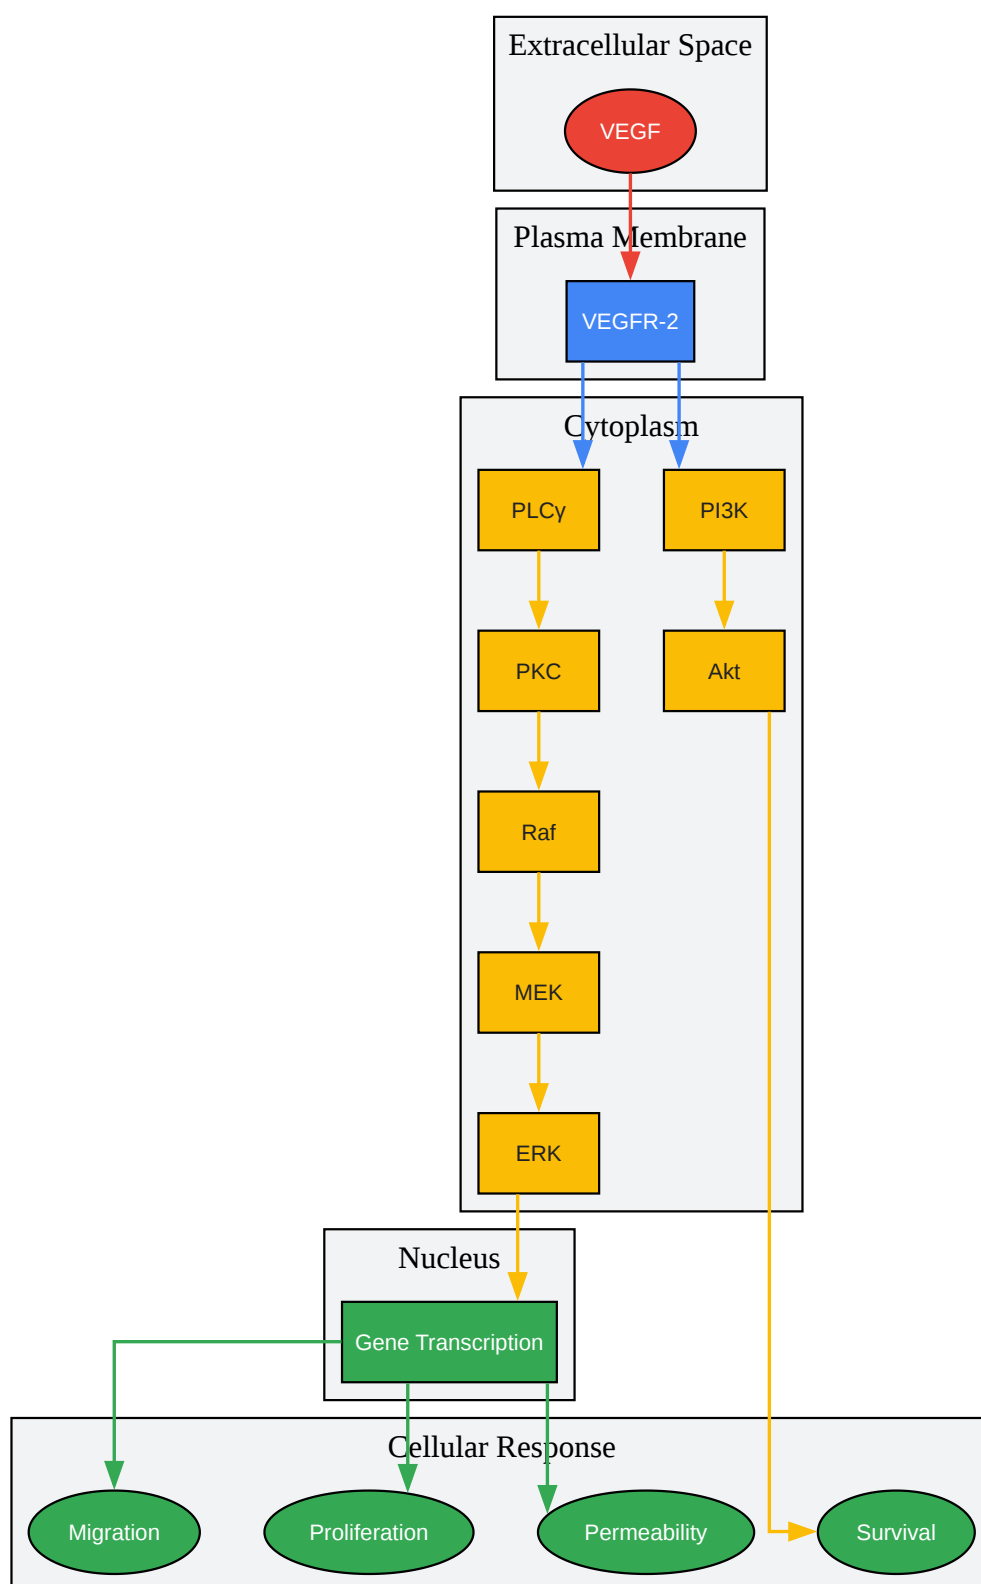 Extracellular Space
VEGF
Plasma Membrane
VEGFR-2
Cytoplasm
PLCγ
PI3K
PKC
Akt
Raf
MEK
ERK
Nucleus
Gene Transcription
Cellular Response
Migration
Proliferation
Permeability
Survival